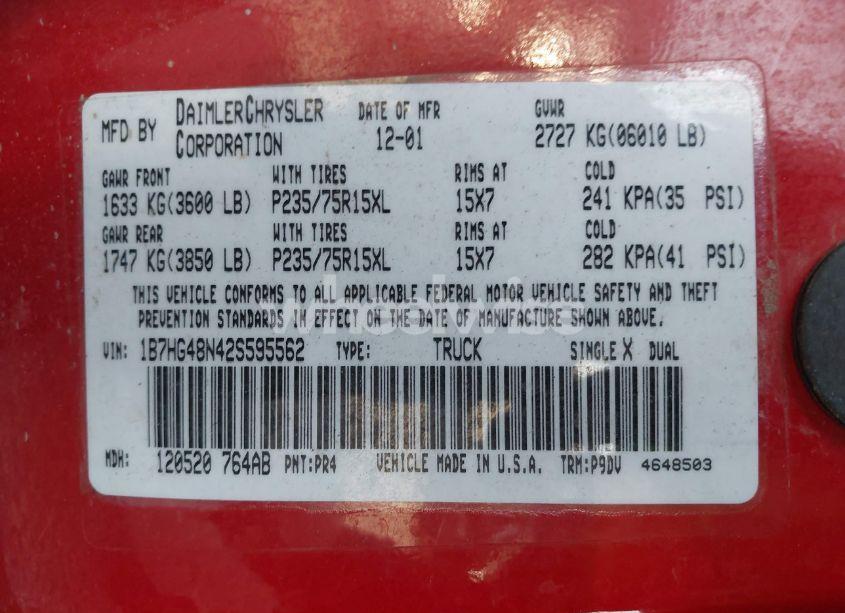 MFD BY DAIMLERCHRYSLER CORPORATION DATE OF MFR 12-01 GVWR 2727 KG(06010 LB)
GAWR FRONT WITH TIRES RIMS AT COLD
1633 KG(3600 LB) P235/75R15XL 15X7 241 KPA(35 PSI)
GAWR REAR WITH TIRES RIMS AT COLD
1747 KG(3850 LB) P235/75R15XL 15X7 282 KPA(41 PSI)
THIS VEHICLE CONFORMS TO ALL APPLICABLE FEDERAL MOTOR VEHICLE SAFETY AND THEFT
PREVENTION STANDARDS IN EFFECT ON THE DATE OF MANUFACTURE SHOWN ABOVE.
VIN: 1B7HG48N42S595562 TYPE: TRUCK SINGLE X DUAL
MDH: 120520 764AB PNT:PR4 VEHICLE MADE IN U.S.A. TRM:P9DV 4648503